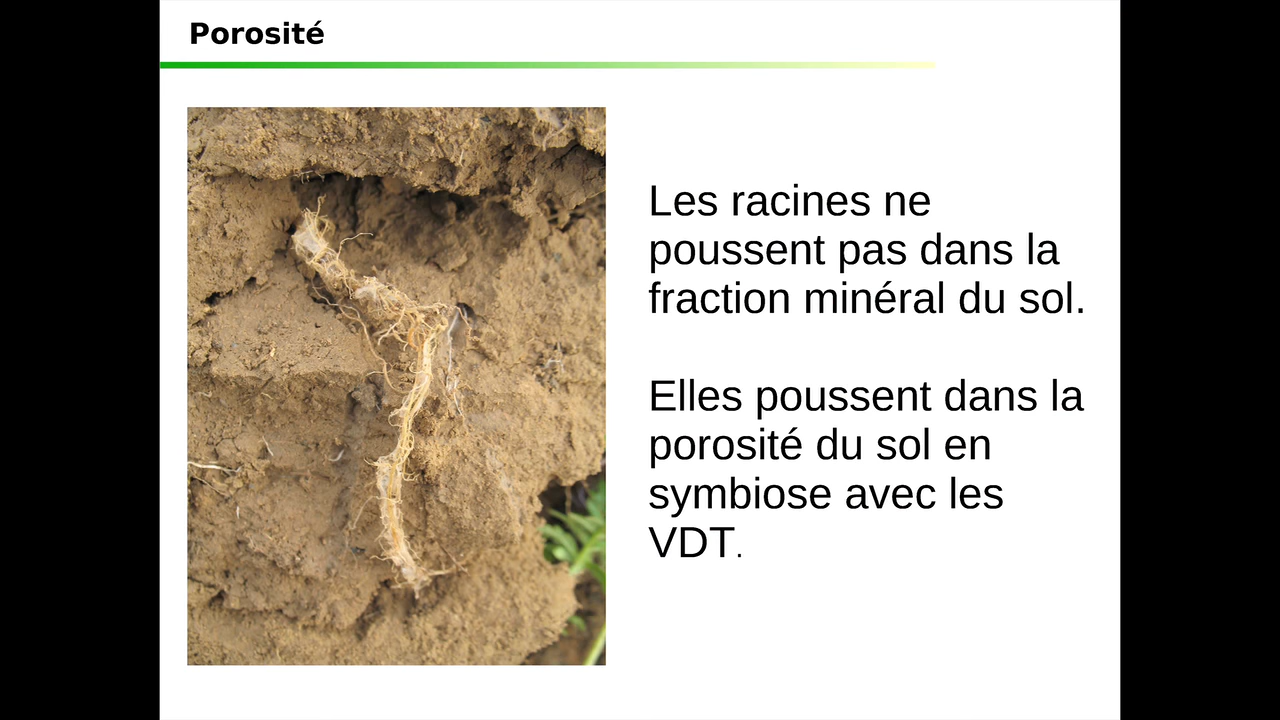 Porosité
Les racines ne
poussent pas dans la
fraction minéral du sol.
Elles poussent dans la
porosité du sol en
symbiose avec les
VDT.